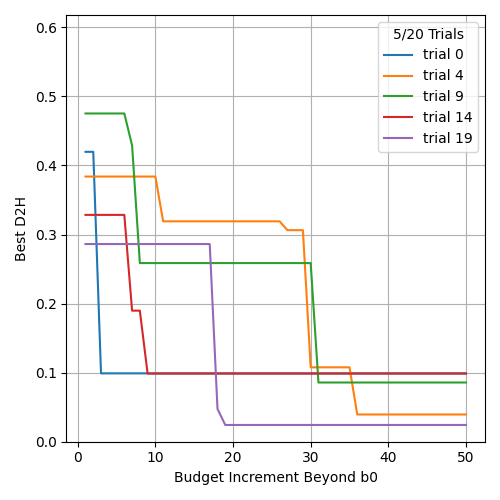 5/20 Trials
trial 0
trial 4
trial 9
trial 14
trial 19
Best D2H
0.6
0.5
0.4
0.3
0.2
0.1
0.0
0 10 20 30 40 50
Budget Increment Beyond b0